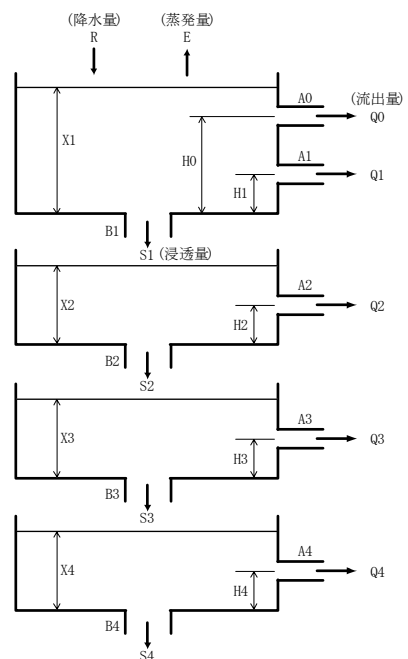 (降水量) (蒸発量)
R E
A0 (流出量)
Q0
X1
H0
A1
H1 Q1
B1
S1(浸透量)
A2
X2
H2 Q2
B2
S2
A3
X3
H3 Q3
B3
S3
A4
X4
H4 Q4
B4
S4